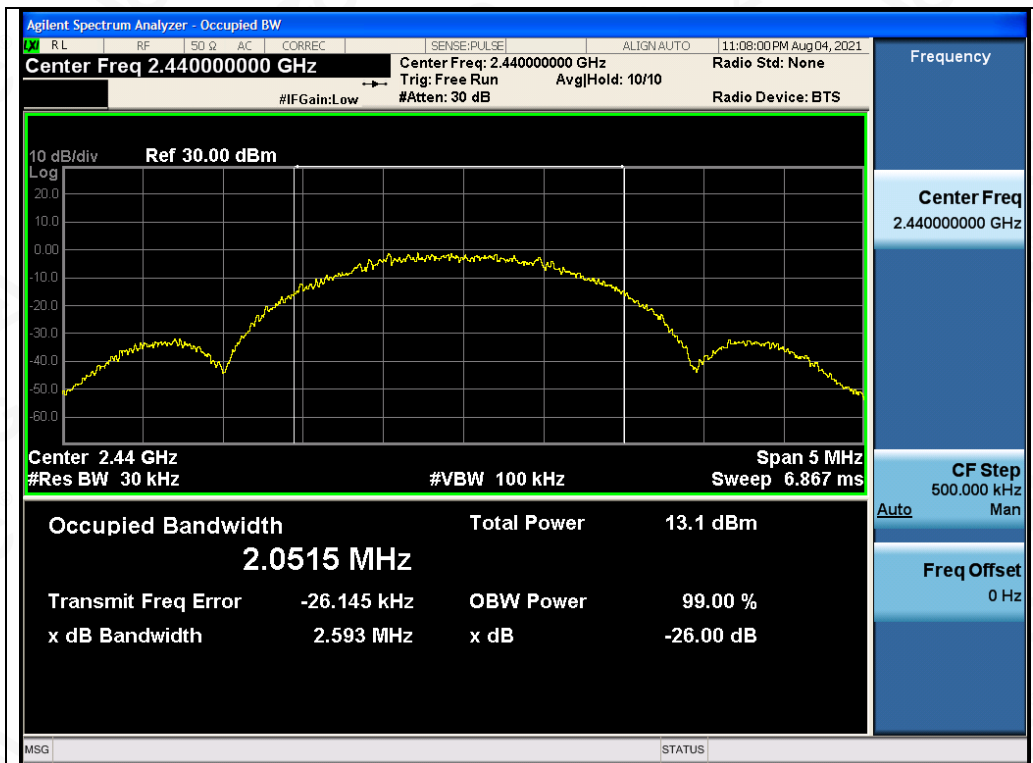 Agilent Spectrum Analyzer - Occupied BW
LXI RL RF 50 Ω AC CORREC SENSE:PULSE ALIGN AUTO 11:08:00 PM Aug 04, 2021
Center Freq 2.440000000 GHz
Center Freq: 2.440000000 GHz
Radio Std: None
Trig: Free Run Avg|Hold: 10/10
#IFGain:Low
#Atten: 30 dB
Radio Device: BTS
10 dB/div Ref 30.00 dBm
Log
20.0
10.0
0.00
-10.0
-20.0
-30.0
-40.0
-50.0
-60.0
Center 2.44 GHz Span 5 MHz
#Res BW 30 kHz #VBW 100 kHz Sweep 6.867 ms
Occupied Bandwidth Total Power 13.1 dBm
2.0515 MHz
Transmit Freq Error -26.145 kHz OBW Power 99.00 %
x dB Bandwidth 2.593 MHz x dB -26.00 dB
Frequency
Center Freq
2.440000000 GHz
CF Step
500.000 kHz
Auto Man
Freq Offset
0 Hz
MSG STATUS